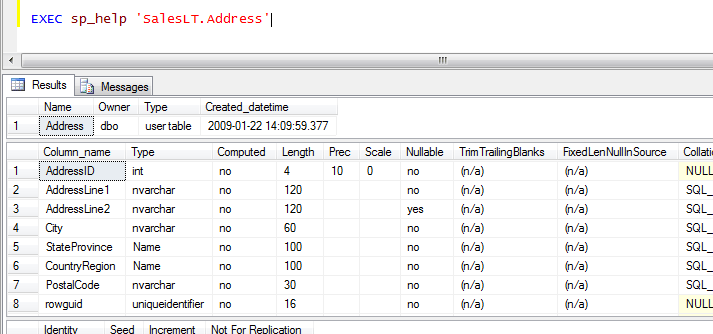 EXEC sp_help 'SalesLT.Address'
Results Messages
Name Owner Type Created_datetime
1 Address dbo user table 2009-01-22 14:09:59.377
Column_name Type Computed Length Prec Scale Nullable TrimTrailingBlanks FixedLenNullInSource Collatio
1 AddressID int no 4 10 0 no (n/a) (n/a) NULL
2 AddressLine1 nvarchar no 120 no (n/a) (n/a) SQL_
3 AddressLine2 nvarchar no 120 yes (n/a) (n/a) SQL_
4 City nvarchar no 60 no (n/a) (n/a) SQL_
5 StateProvince Name no 100 no (n/a) (n/a) SQL_
6 CountryRegion Name no 100 no (n/a) (n/a) SQL_
7 PostalCode nvarchar no 30 no (n/a) (n/a) SQL_
8 rowguid uniqueidentifier no 16 no (n/a) (n/a) NULL
Identity Seed Increment Not For Replication